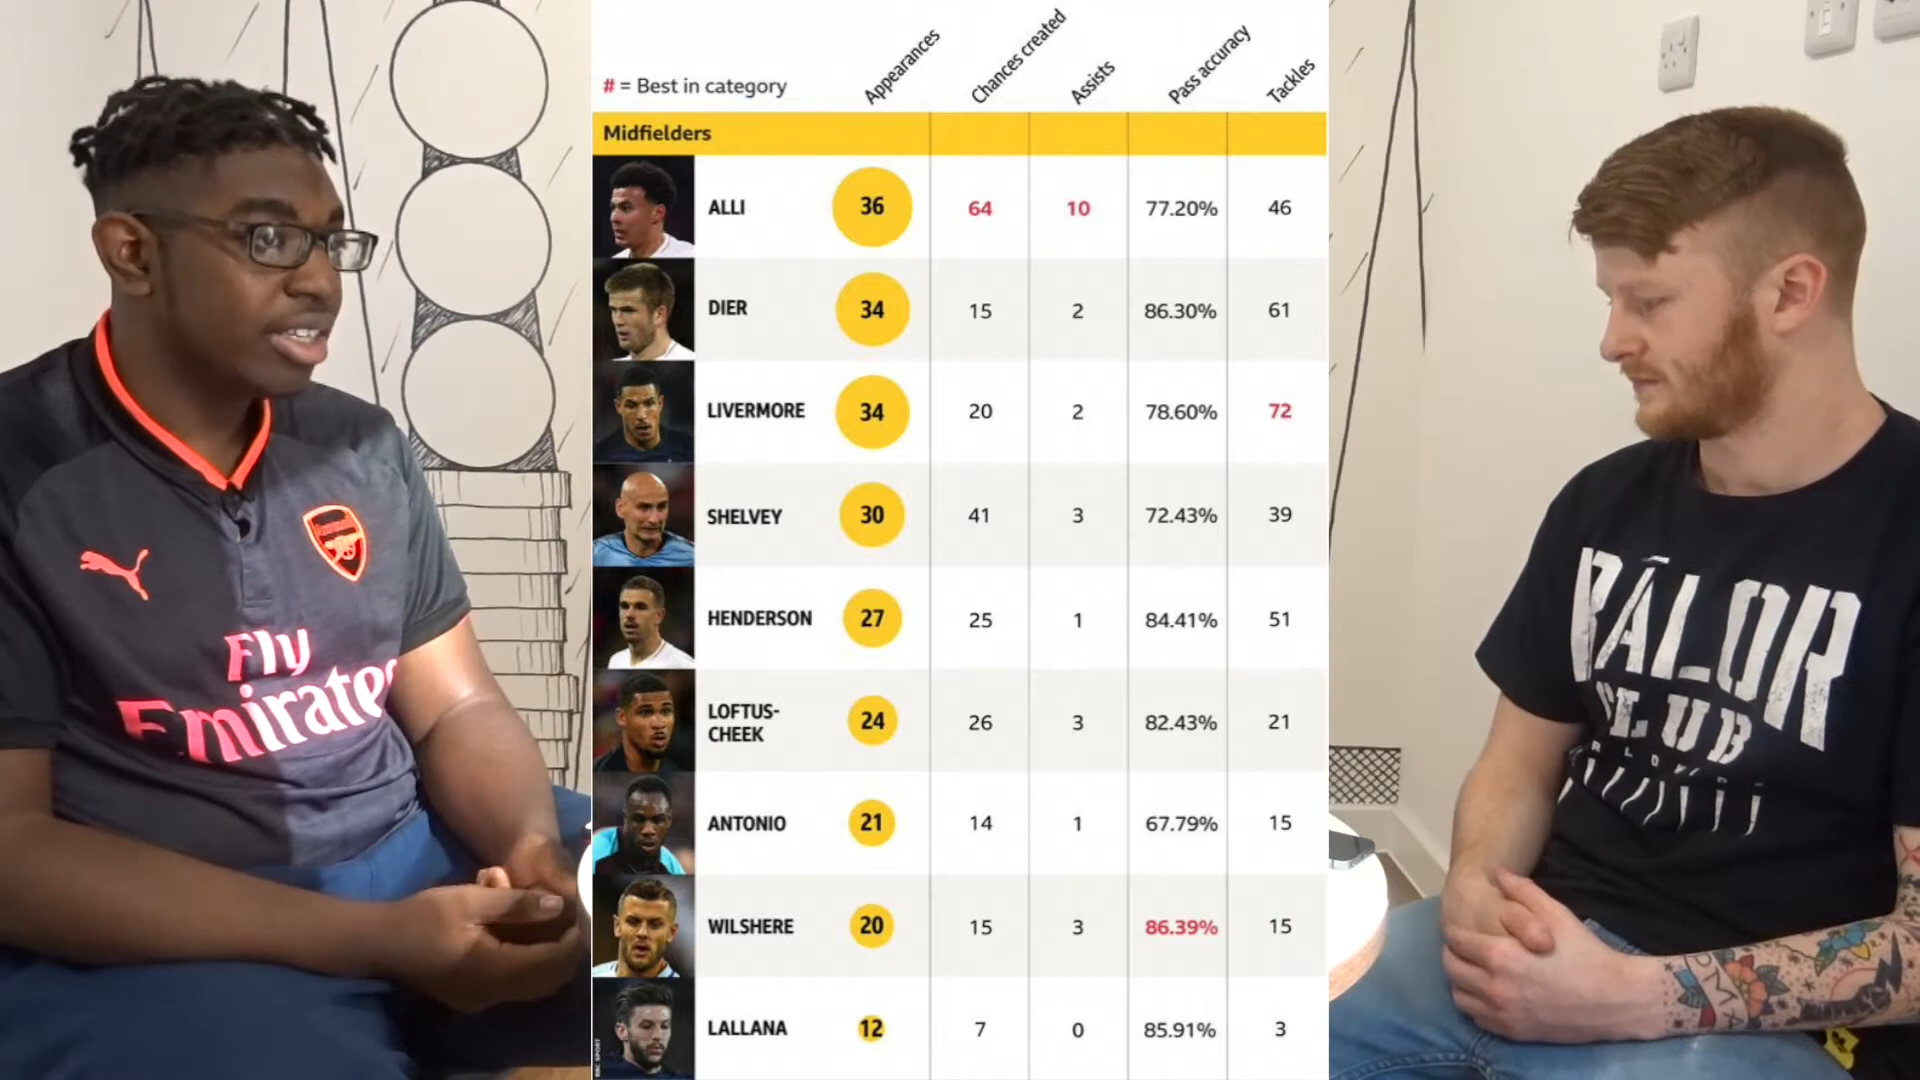 Appearances Chances created Assists Pass accuracy Tackles
# = Best in category
Midfielders
ALLI 36 64 10 77.20% 46
DIER 34 15 2 86.30% 61
LIVERMORE 34 20 2 78.60% 72
SHELVEY 30 41 3 72.43% 39
HENDERSON 27 25 1 84.41% 51
LOFTUS-
CHEEK 24 26 3 82.43% 21
ANTONIO 21 14 1 67.79% 15
WILSHERE 20 15 3 86.39% 15
LALLANA 12 7 0 85.91% 3
BBC SPORT
Fly
Emirates
BÁLOR
CLUB